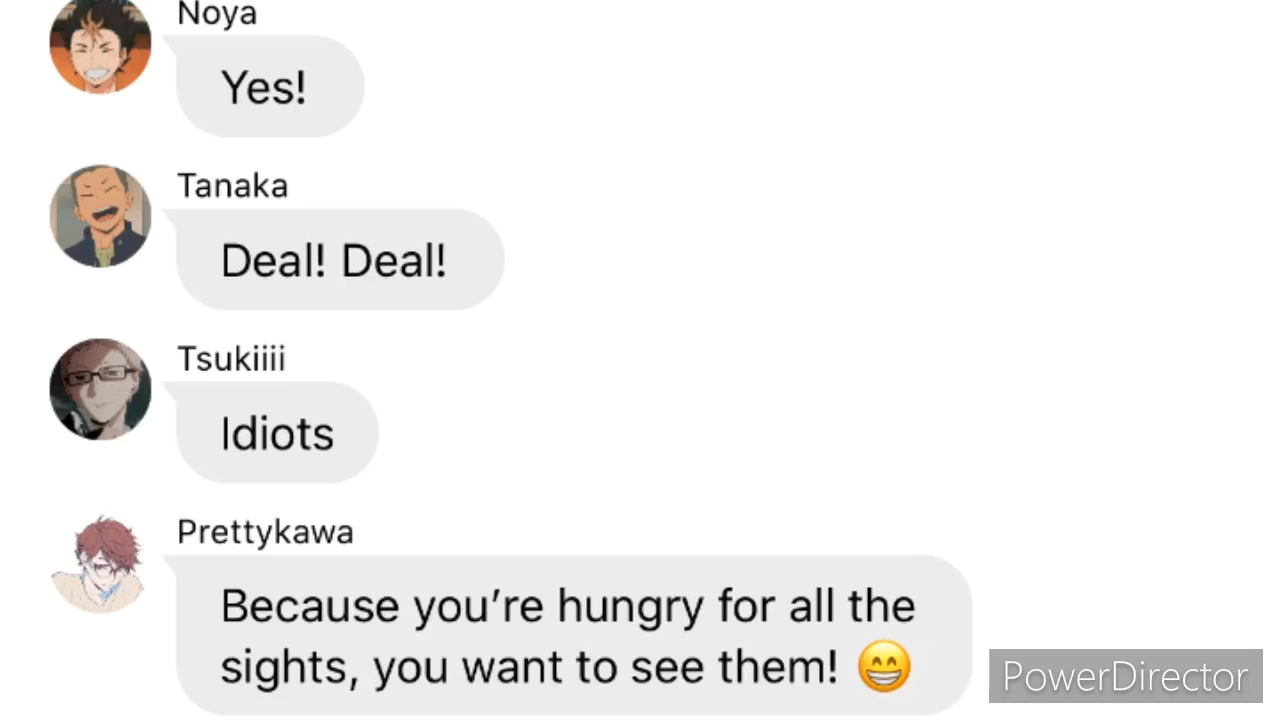 Noya
Yes!
Tanaka
Deal! Deal!
Tsukiiii
Idiots
Prettykawa
Because you’re hungry for all the
sights, you want to see them! 😁
PowerDirector